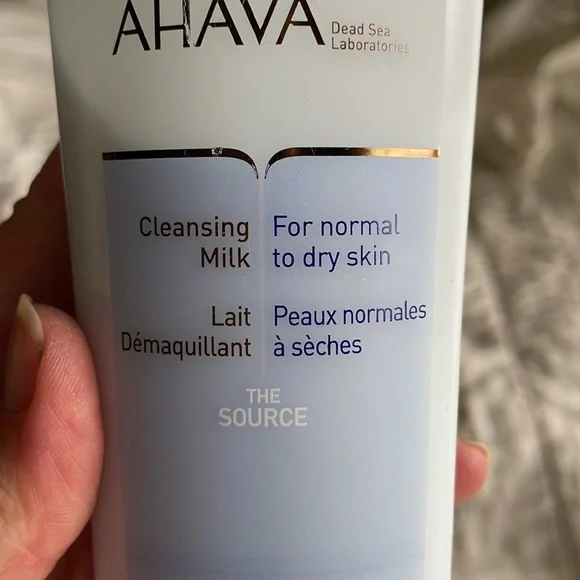 AHAVA
Dead Sea
Laboratories
Cleansing
Milk
For normal
to dry skin
Lait
Démaquillant
Peaux normales
à sèches
THE
SOURCE